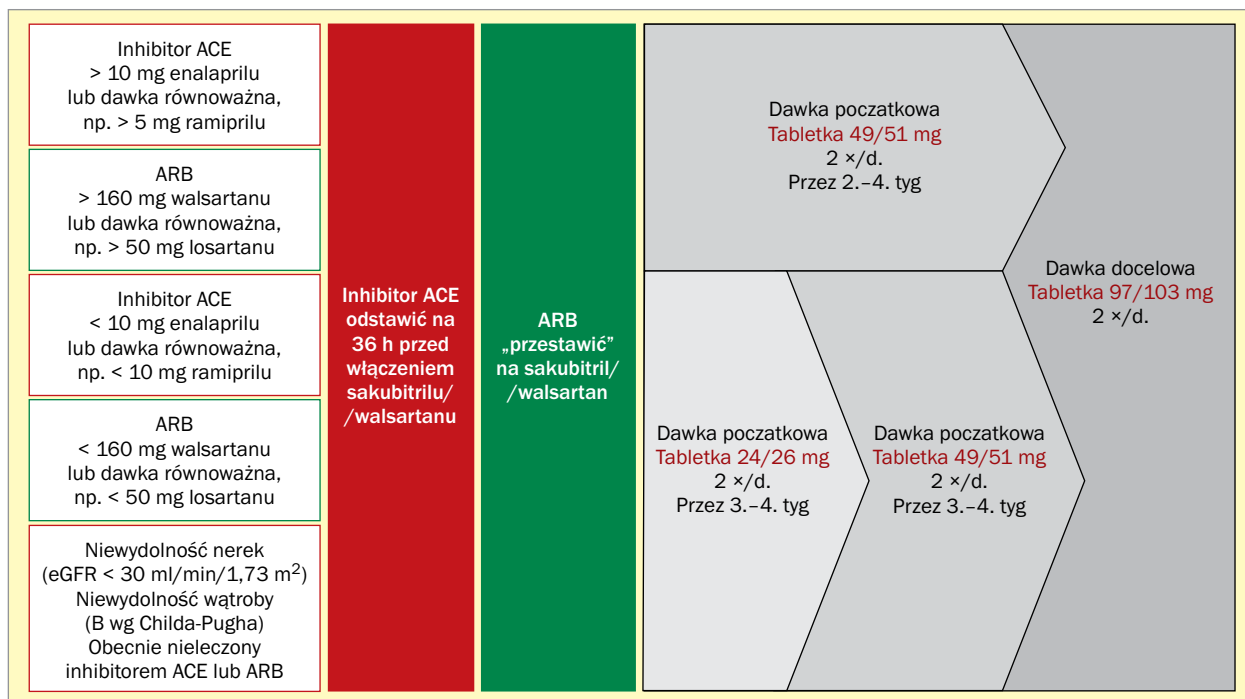 Inhibitor ACE
> 10 mg enalaprilu
lub dawka równoważna,
np. > 5 mg ramiprilu
ARB
> 160 mg walsartanu
lub dawka równoważna,
np. > 50 mg losartanu
Inhibitor ACE
< 10 mg enalaprilu
lub dawka równoważna,
np. < 10 mg ramiprilu
ARB
< 160 mg walsartanu
lub dawka równoważna,
np. < 50 mg losartanu
Niewydolność nerek
(eGFR < 30 ml/min/1,73 m²)
Niewydolność wątroby
(B wg Childa-Pugha)
Obecnie nieleczony
inhibitorem ACE lub ARB
Inhibitor ACE
odstawić na
36 h przed
włączeniem
sakubitrilu/
/walsartanu
ARB
„przestawić”
na sakubitril/
/walsartan
Dawka poczatkowa
Tabletka 49/51 mg
2 ×/d.
Przez 2.–4. tyg
Dawka poczatkowa
Tabletka 24/26 mg
2 ×/d.
Przez 3.–4. tyg
Dawka poczatkowa
Tabletka 49/51 mg
2 ×/d.
Przez 3.–4. tyg
Dawka docelowa
Tabletka 97/103 mg
2 ×/d.